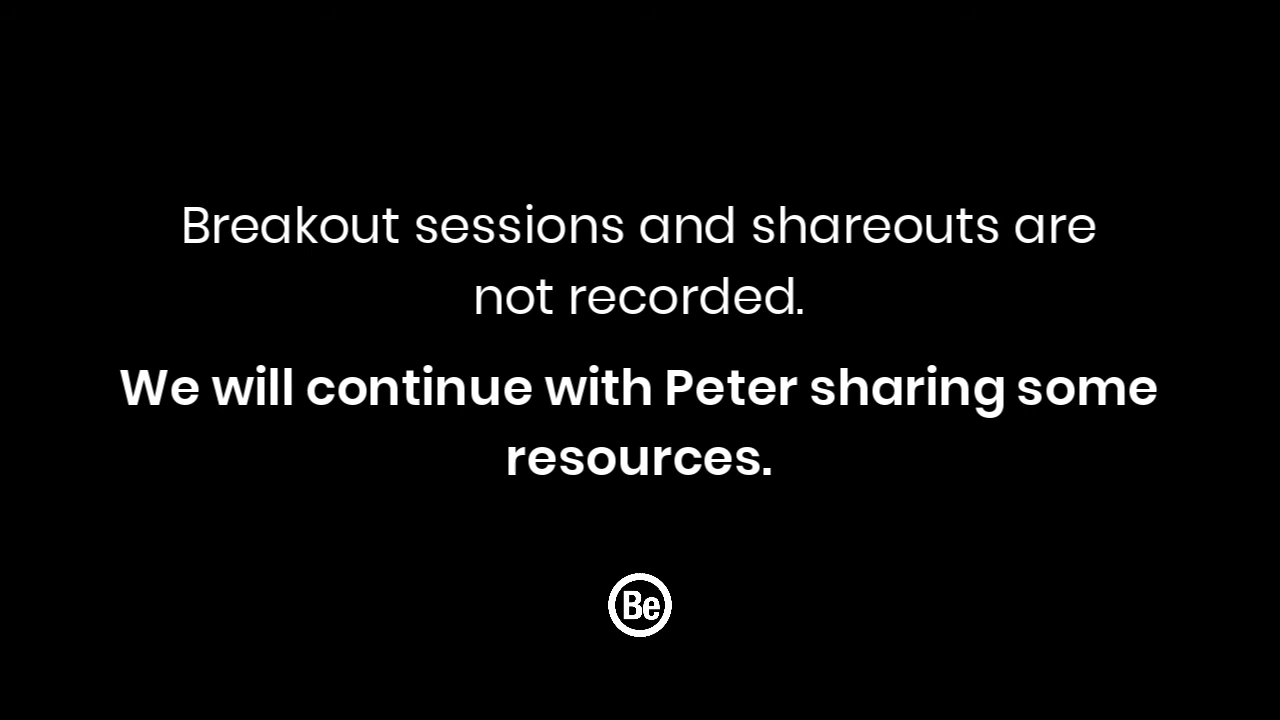 Breakout sessions and shareouts are
not recorded.
We will continue with Peter sharing some
resources.
Be